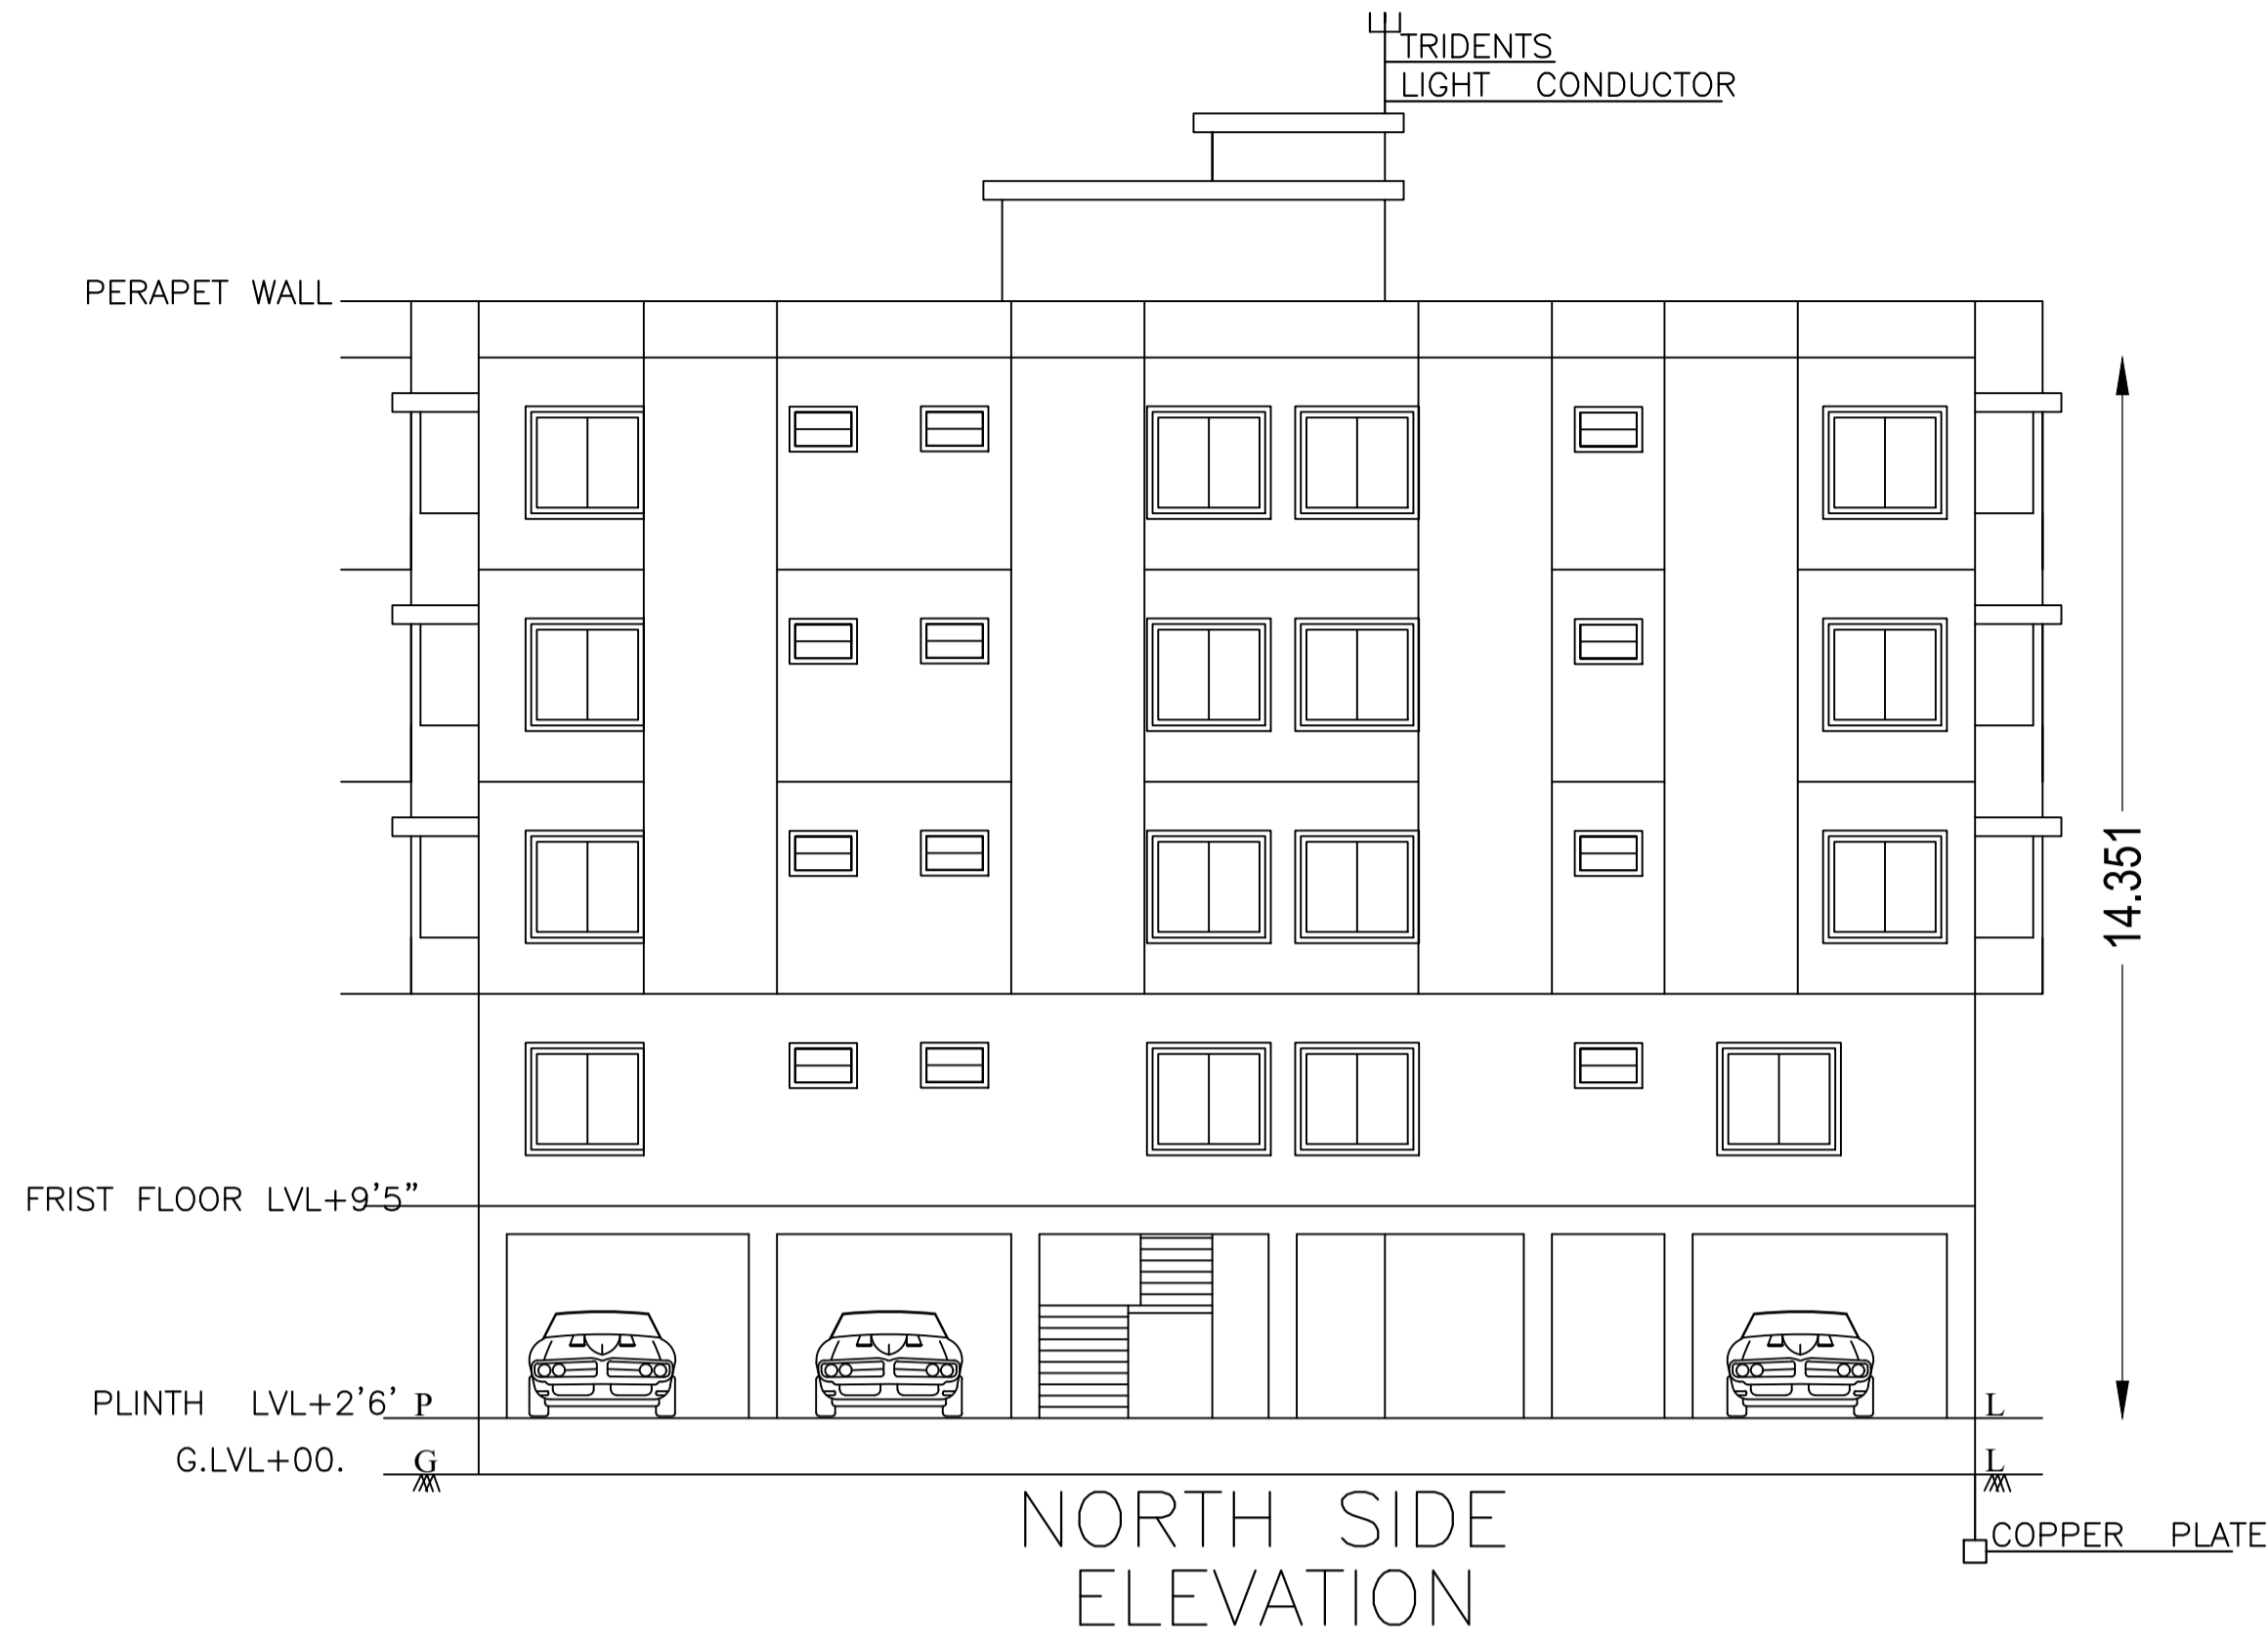 TRIDENTS
LIGHT CONDUCTOR
PERAPET WALL
14.351
FRIST FLOOR LVL+9'5"
PLINTH LVL+2'6' P L
G.LVL+00. G L
NORTH SIDE
ELEVATION
COPPER PLATE